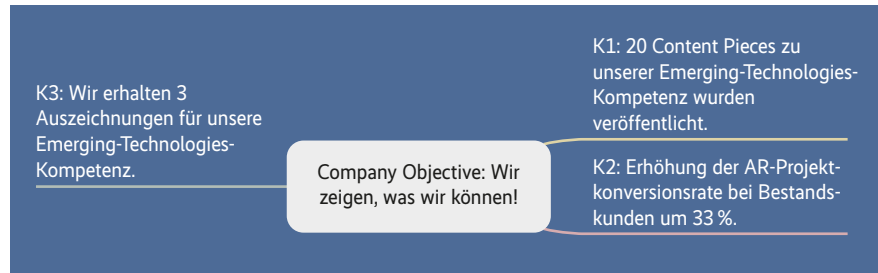 K3: Wir erhalten 3
Auszeichnungen für unsere
Emerging-Technologies-
Kompetenz.
Company Objective: Wir
zeigen, was wir können!
K1: 20 Content Pieces zu
unserer Emerging-Technologies-
Kompetenz wurden
veröffentlicht.
K2: Erhöhung der AR-Projekt-
konversionsrate bei Bestands-
kunden um 33 %.